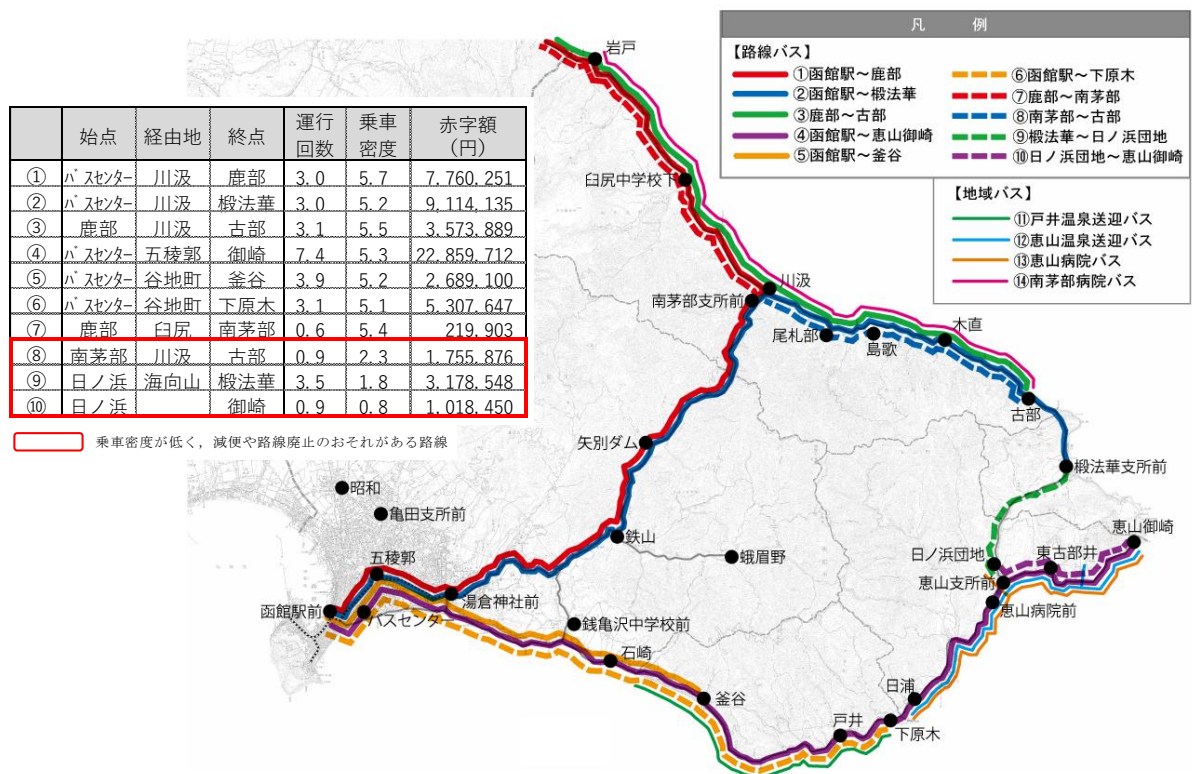 凡 例
【路線バス】
①函館駅～鹿部
②函館駅～椴法華
③鹿部～古部
④函館駅～恵山御崎
⑤函館駅～釜谷
⑥函館駅～下原木
⑦鹿部～南茅部
⑧南茅部～古部
⑨椴法華～日ノ浜団地
⑩日ノ浜団地～恵山御崎
【地域バス】
⑪戸井温泉送迎バス
⑫恵山温泉送迎バス
⑬恵山病院バス
⑭南茅部病院バス
始点 経由地 終点 運行回数 乗車密度 赤字額（円）
① バスセンター 川汲 鹿部 3.0 5.7 7,760,251
② バスセンター 川汲 椴法華 3.0 5.2 9,114,135
③ 鹿部 川汲 古部 3.1 5.5 3,573,889
④ バスセンター 五稜郭 御崎 7.4 5.3 22,859,712
⑤ バスセンター 谷地町 釜谷 3.9 5.2 2,689,100
⑥ バスセンター 谷地町 下原木 3.1 5.1 5,307,647
⑦ 鹿部 臼尻 南茅部 0.6 5.4 219,903
⑧ 南茅部 川汲 古部 0.9 2.3 1,755,876
⑨ 日ノ浜 海向山 椴法華 3.5 1.8 3,178,548
⑩ 日ノ浜 御崎 0.9 0.8 1,018,450
乗車密度が低く，減便や路線廃止のおそれがある路線
岩戸
臼尻中学校下
川汲
南茅部支所前
尾札部
島歌
木直
古部
矢別ダム
椴法華支所前
昭和
亀田支所前
鉄山
蛾眉野
恵山御崎
日ノ浜団地
東古部井
五稜郭
恵山支所前
湯倉神社前
恵山病院前
函館駅前
バスセンター
銭亀沢中学校前
石崎
釜谷
日浦
戸井
下原木